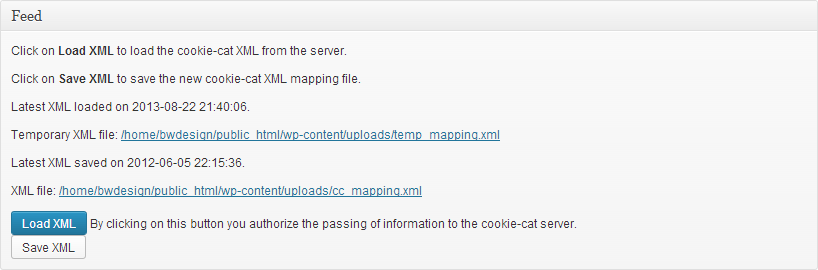 Feed
Click on Load XML to load the cookie-cat XML from the server.
Click on Save XML to save the new cookie-cat XML mapping file.
Latest XML loaded on 2013-08-22 21:40:06.
Temporary XML file: /home/bwdesign/public_html/wp-content/uploads/temp_mapping.xml
Latest XML saved on 2012-06-05 22:15:36.
XML file: /home/bwdesign/public_html/wp-content/uploads/cc_mapping.xml
Load XML By clicking on this button you authorize the passing of information to the cookie-cat server.
Save XML